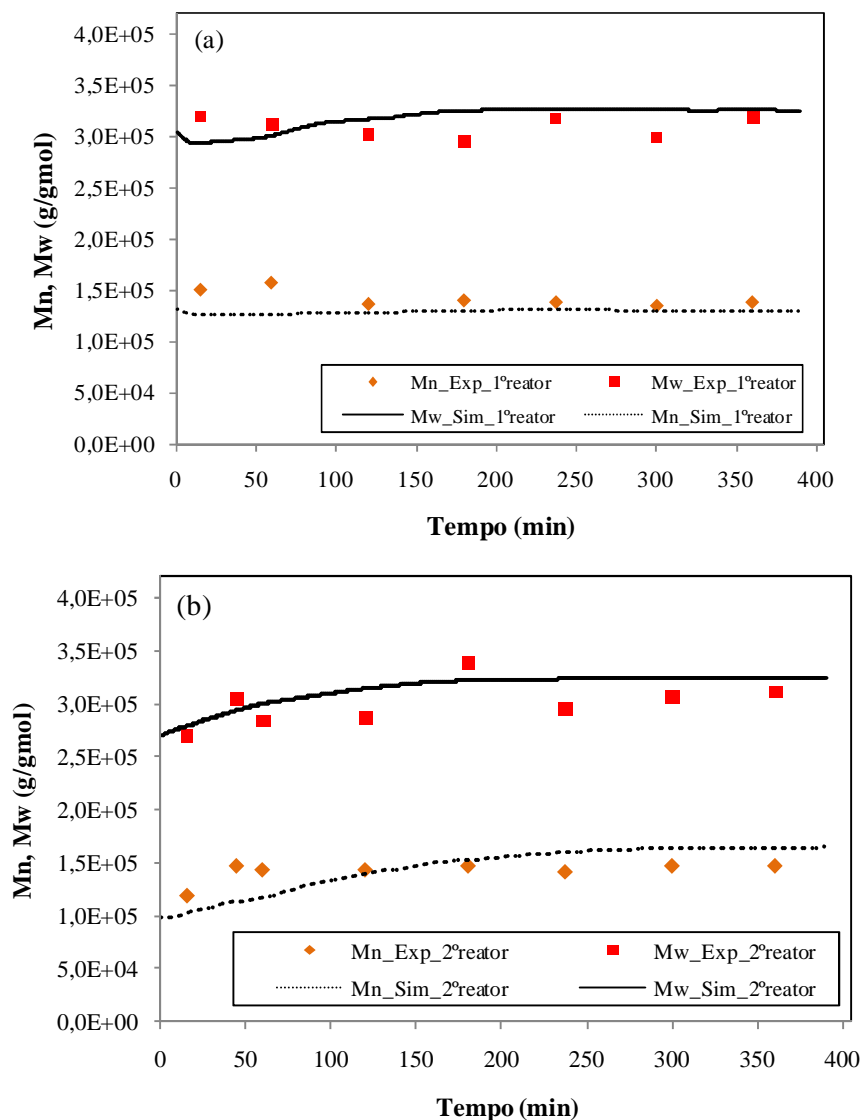 (a)
Mn, Mw (g/gmol)
4,0E+05
3,5E+05
3,0E+05
2,5E+05
2,0E+05
1,5E+05
1,0E+05
5,0E+04
0,0E+00
Mn_Exp_1ºreator Mw_Exp_1ºreator
Mw_Sim_1ºreator Mn_Sim_1ºreator
0 50 100 150 200 250 300 350 400
Tempo (min)
(b)
Mn, Mw (g/gmol)
4,0E+05
3,5E+05
3,0E+05
2,5E+05
2,0E+05
1,5E+05
1,0E+05
5,0E+04
0,0E+00
Mn_Exp_2ºreator Mw_Exp_2ºreator
Mn_Sim_2ºreator Mw_Sim_2ºreator
0 50 100 150 200 250 300 350 400
Tempo (min)